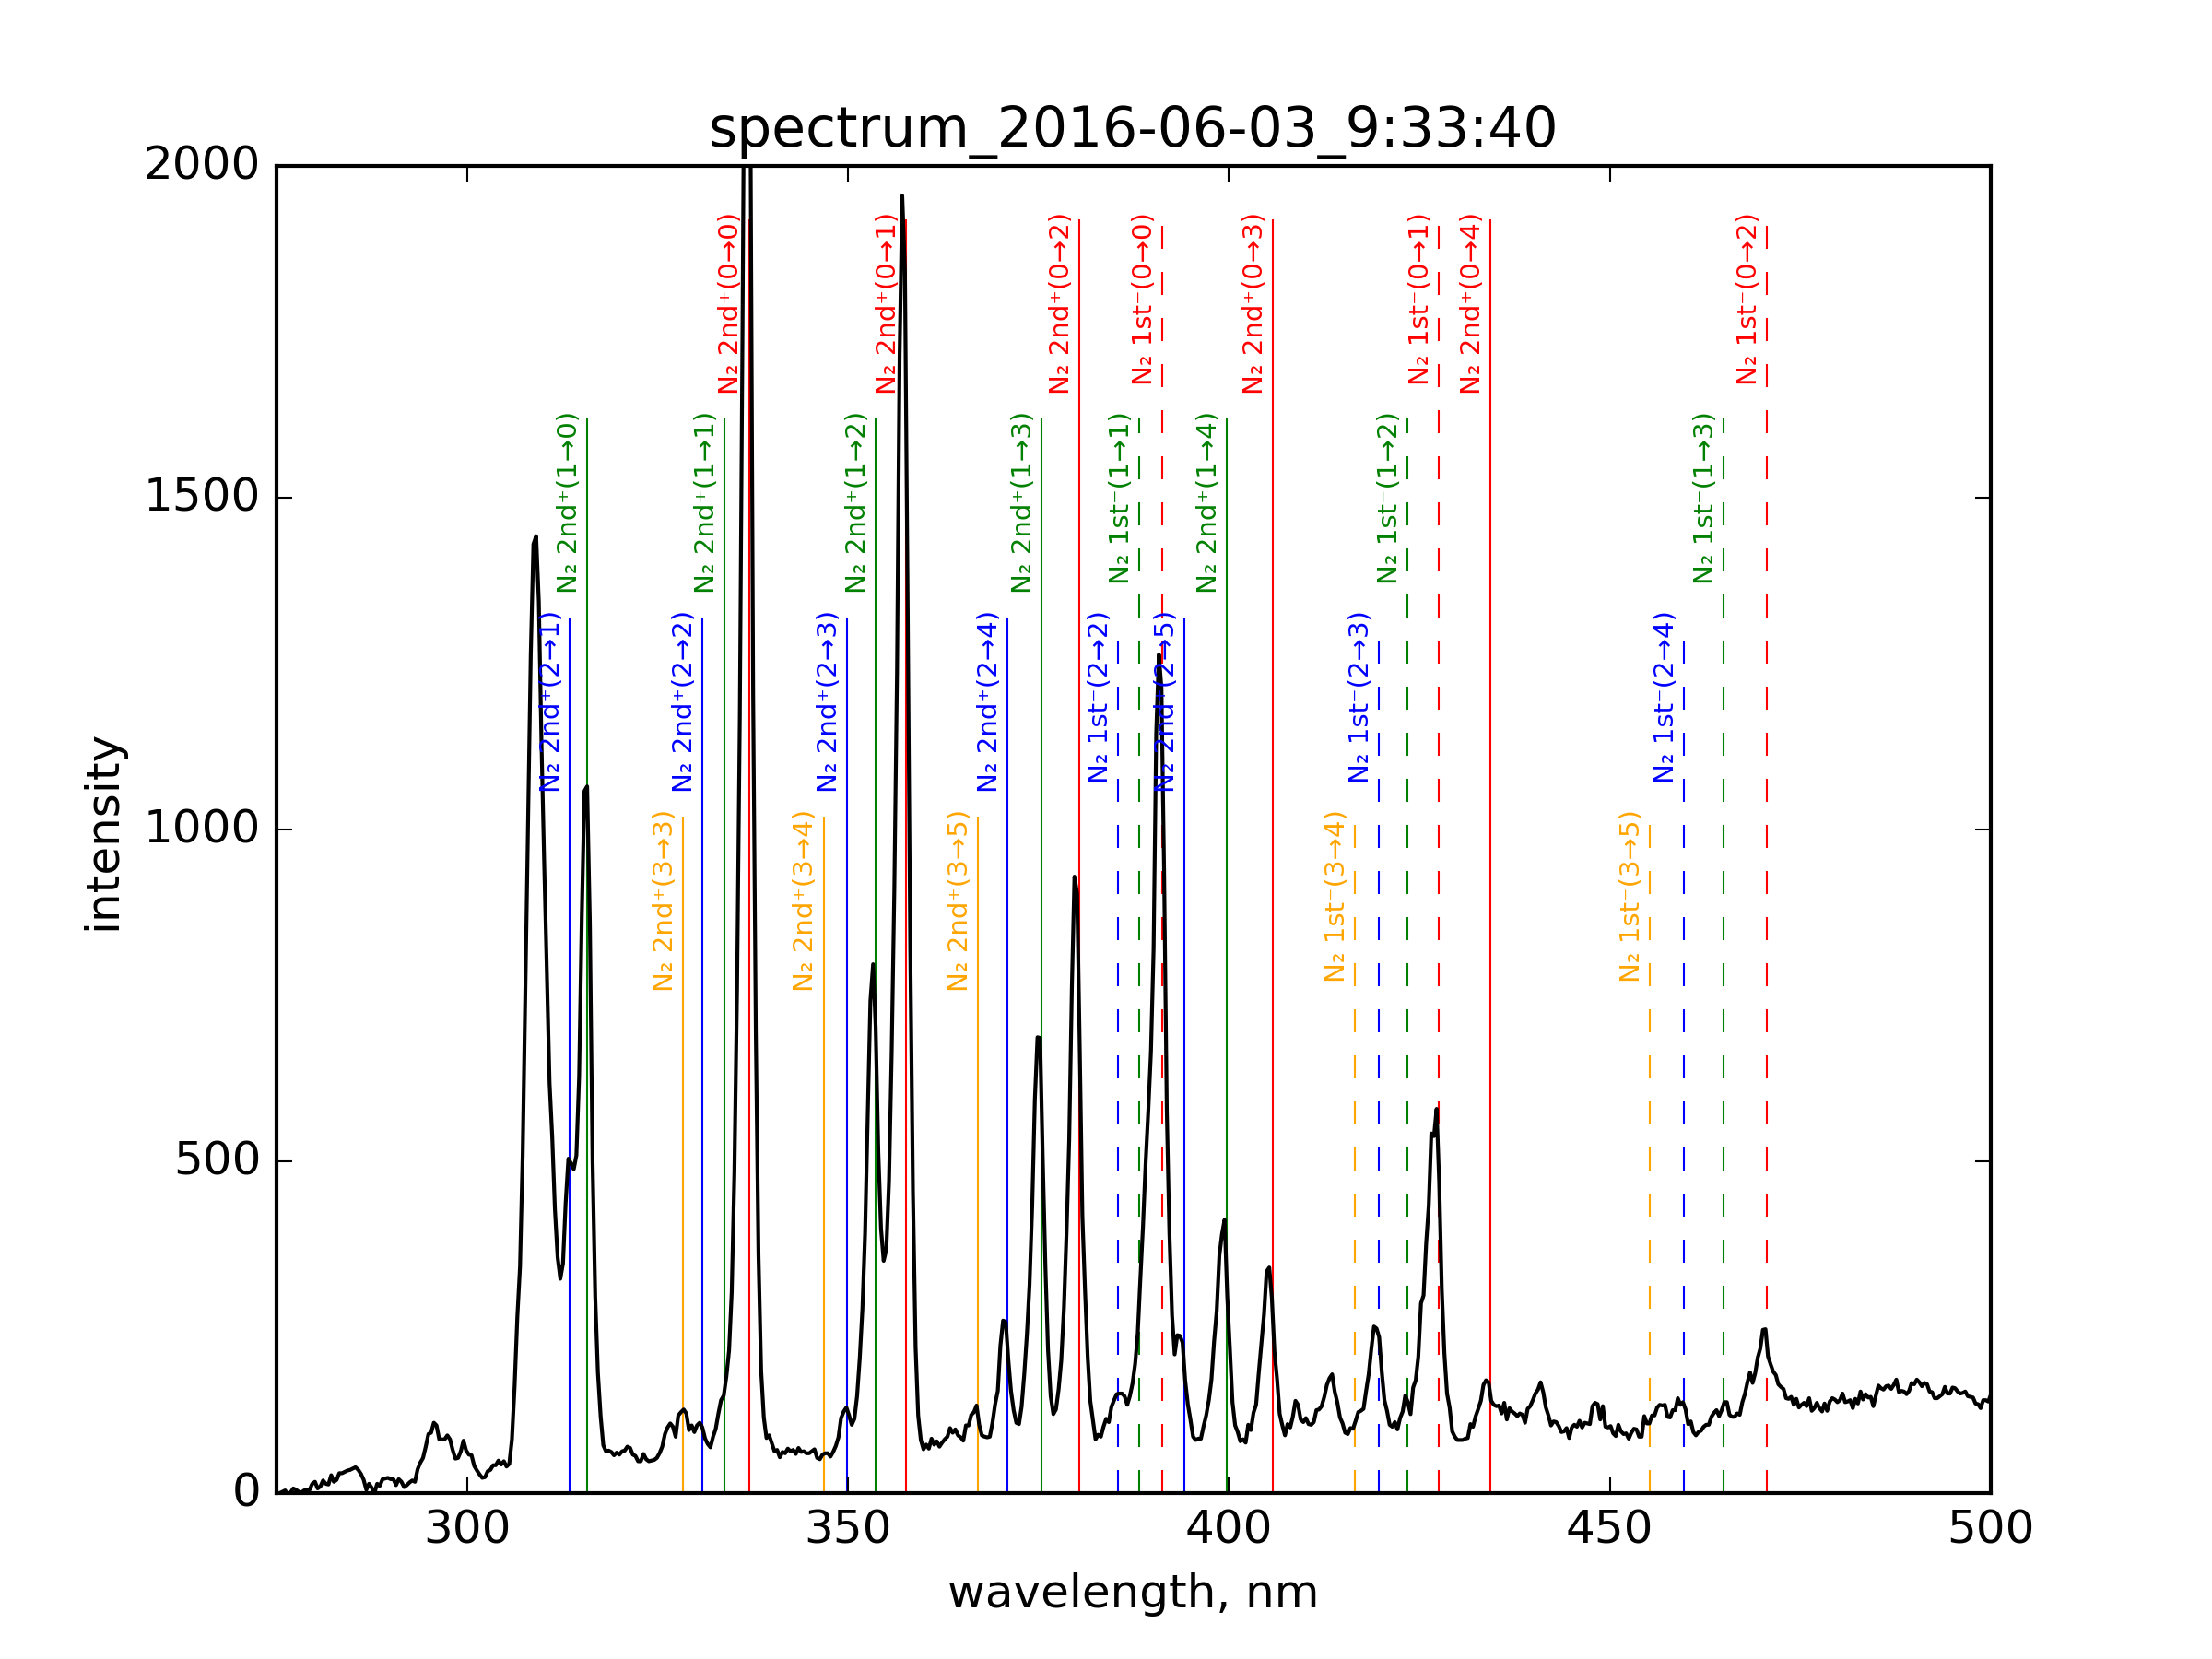 spectrum_2016-06-03_9:33:40
2000
1500
1000
500
0
intensity
N₂ 2nd⁺(0→0)
N₂ 2nd⁺(0→1)
N₂ 2nd⁺(0→2)
N₂ 1st⁻(0→0)
N₂ 2nd⁺(0→3)
N₂ 1st⁻(0→1)
N₂ 2nd⁺(0→4)
N₂ 1st⁻(0→2)
N₂ 2nd⁺(1→0)
N₂ 2nd⁺(1→1)
N₂ 2nd⁺(1→2)
N₂ 2nd⁺(1→3)
N₂ 1st⁻(1→1)
N₂ 2nd⁺(1→4)
N₂ 1st⁻(1→2)
N₂ 1st⁻(1→3)
N₂ 2nd⁺(2→1)
N₂ 2nd⁺(2→2)
N₂ 2nd⁺(2→3)
N₂ 2nd⁺(2→4)
N₂ 1st⁻(2→2)
N₂ 2nd⁺(2→5)
N₂ 1st⁻(2→3)
N₂ 1st⁻(2→4)
N₂ 2nd⁺(3→3)
N₂ 2nd⁺(3→4)
N₂ 2nd⁺(3→5)
N₂ 1st⁻(3→4)
N₂ 1st⁻(3→5)
300 350 400 450 500
wavelength, nm